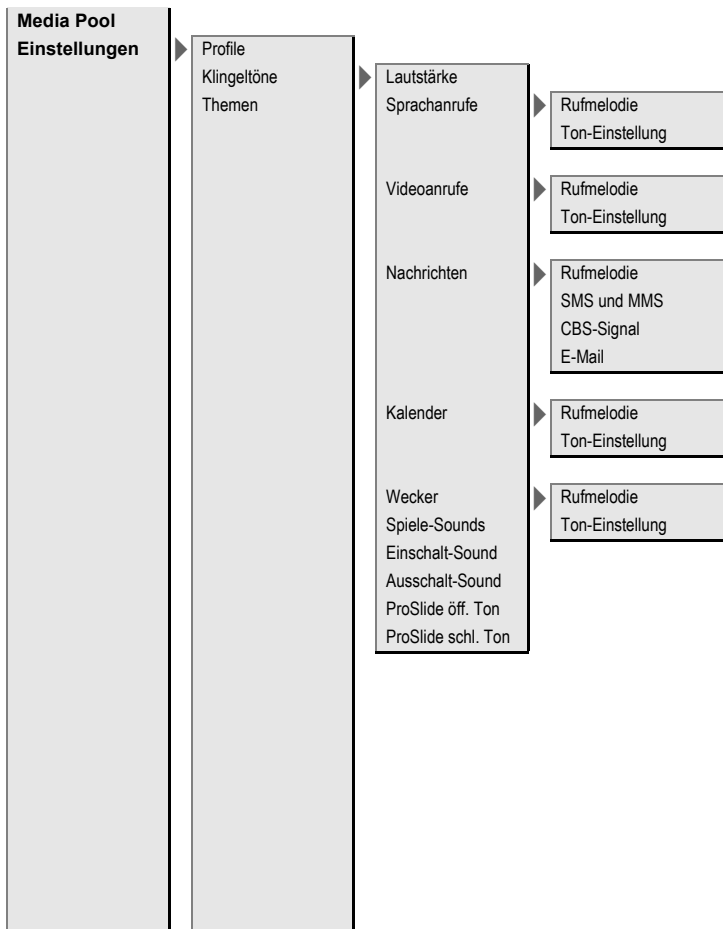 Media Pool
Einstellungen
Profile
Klingeltöne
Themen
Lautstärke
Sprachanrufe
Rufmelodie
Ton-Einstellung
Videoanrufe
Rufmelodie
Ton-Einstellung
Nachrichten
Rufmelodie
SMS und MMS
CBS-Signal
E-Mail
Kalender
Rufmelodie
Ton-Einstellung
Wecker
Rufmelodie
Spiele-Sounds
Ton-Einstellung
Einschalt-Sound
Ausschalt-Sound
ProSlide öff. Ton
ProSlide schl. Ton